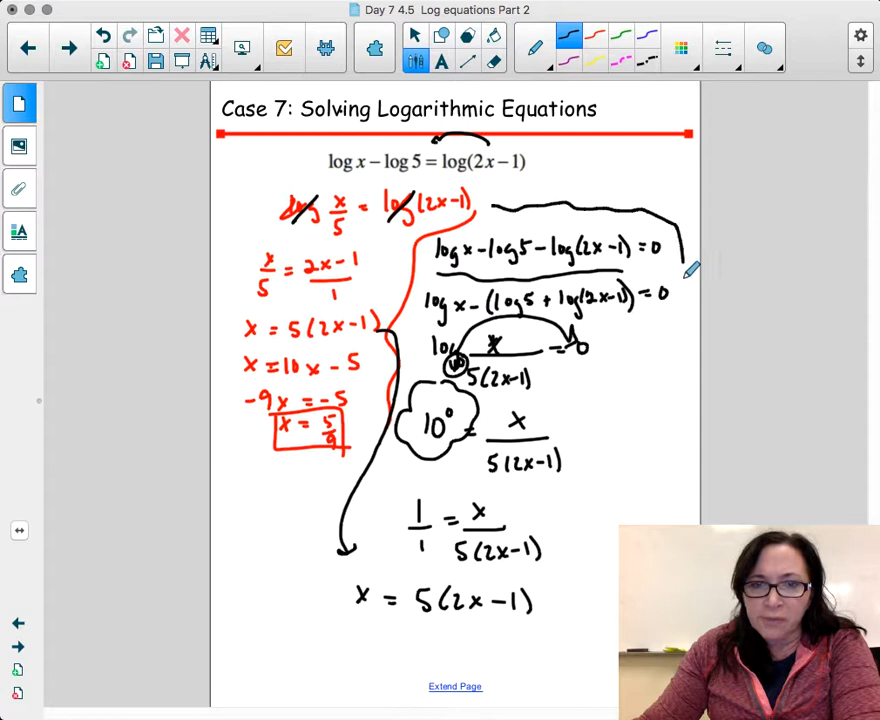 Day 7 4.5 Log equations Part 2
Case 7: Solving Logarithmic Equations
log x − log 5 = log(2x − 1)
log x/5 = log(2x-1)
x/5 = 2x-1/1
x = 5(2x-1)
x = 10x - 5
-9x = -5
x = 5/9
log x - log 5 - log(2x-1) = 0
log x - (log 5 + log(2x-1)) = 0
log 10 x/5(2x-1) = 0
10⁰ = x/5(2x-1)
1/1 = x/5(2x-1)
x = 5(2x-1)
Extend Page